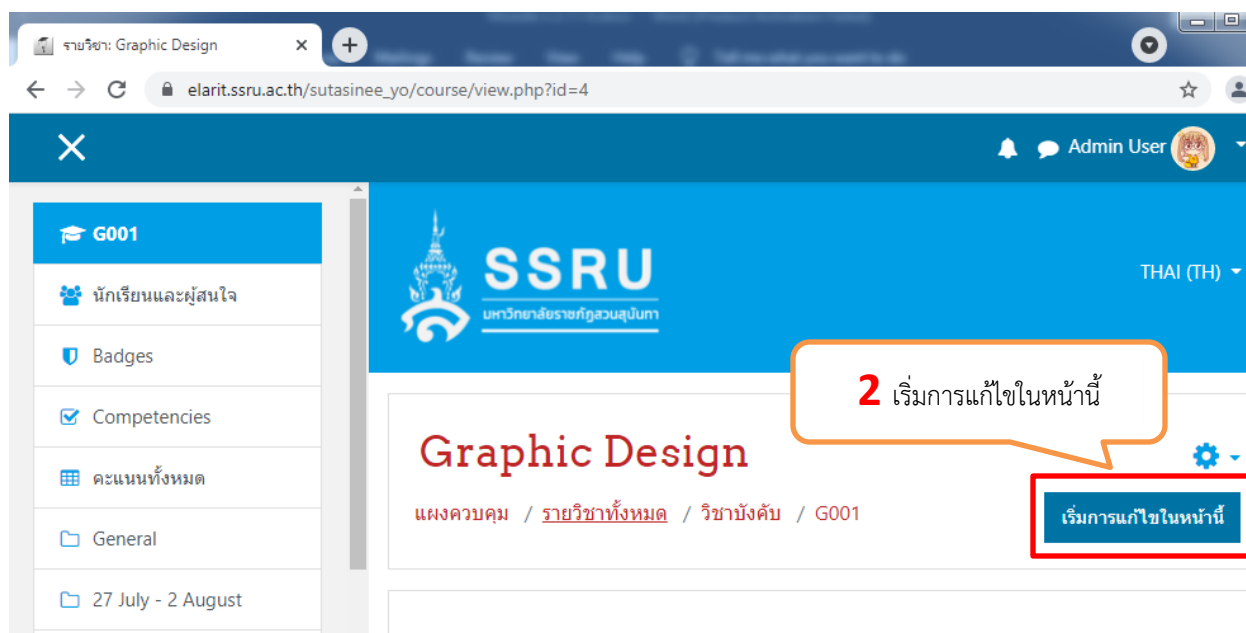 รายวิชา: Graphic Design
elarit.ssru.ac.th/sutasinee_yo/course/view.php?id=4
Admin User
G001
นักเรียนและผู้สนใจ
Badges
Competencies
คะแนนทั้งหมด
General
27 July - 2 August
SSRU
มหาวิทยาลัยราชภัฏสวนสุนันทา
THAI (TH)
2 เริ่มการแก้ไขในหน้านี้
Graphic Design
แผงควบคุม / รายวิชาทั้งหมด / วิชาบังคับ / G001
เริ่มการแก้ไขในหน้านี้